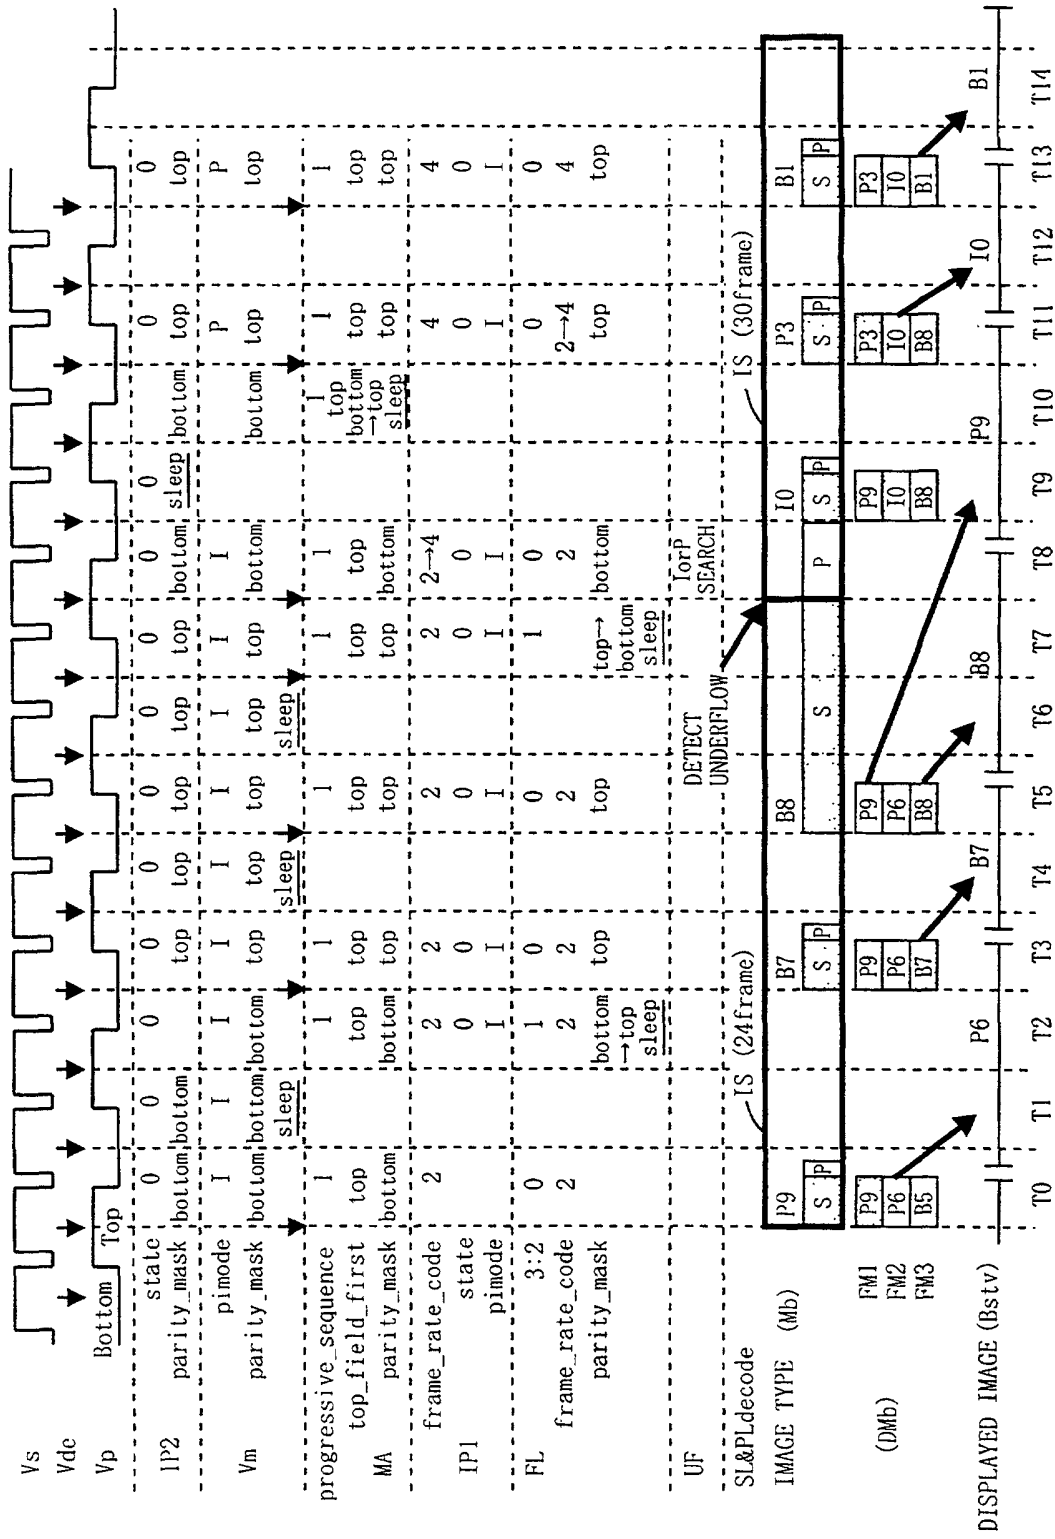 Vs
Vdc
Vp Bottom Top
IP2 state 0 0 0 0 0 0 0 0 0 0 0 0
parity_mask bottom bottom top top top top top bottom sleep bottom top top
Vm pimode I I I I I I I I I P P
parity_mask bottom bottom bottom top top top top top bottom bottom top top
sleep sleep sleep
progressive_sequence 1 1 1 1 1 1 1 1 1
top_field_first top top top top top top top top top
MA parity_mask bottom bottom top top top bottom bottom top top
→top
sleep
frame_rate_code 2 2 2 2 2 2→4 4 4
IP1 state 0 0 0 0 0 0 0
pimode I I I I I I I
FL 3:2 0 1 0 0 1 0 0 0
frame_rate_code 2 2 2 2 2 2→4 4
parity_mask bottom top top top→ bottom top top
→top bottom
sleep sleep
UF IorP
SEARCH
DETECT
UNDERFLOW
SL&PLdecode IS (24frame) IS (30frame)
IMAGE TYPE (Mb) P9 B7 B8 I0 P3 B1
S P S P S P S P S P S P
(DMb) FM1 P9 P9 P9 P9 P3 P3
FM2 P6 P6 P6 I0 I0 I0
FM3 B5 B7 B8 B8 B8 B1
DISPLAYED IMAGE (Bstv) P6 B7 B8 P9 I0 B1
T0 T1 T2 T3 T4 T5 T6 T7 T8 T9 T10 T11 T12 T13 T14